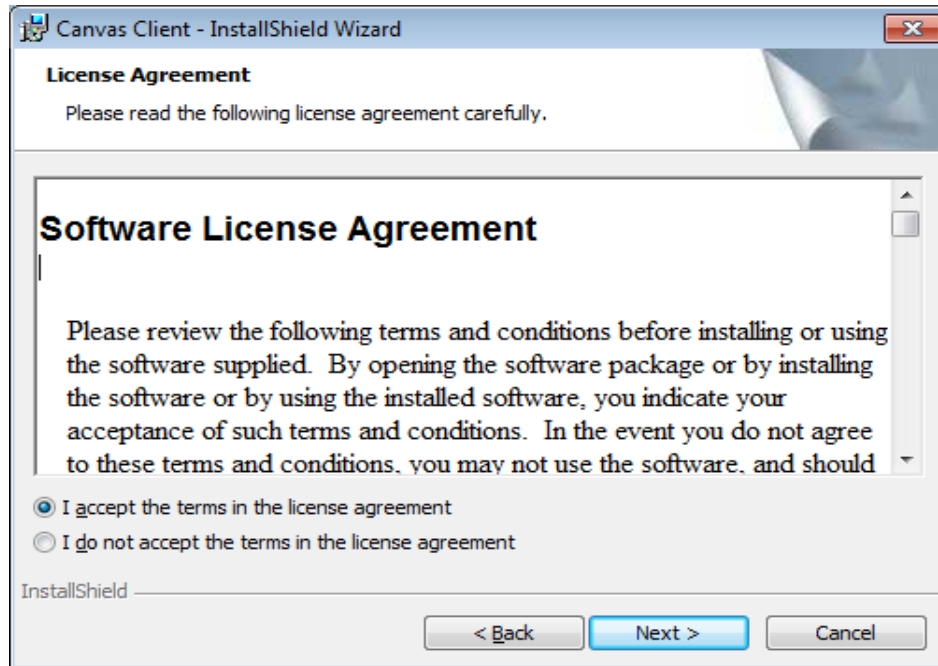 Canvas Client - InstallShield Wizard
License Agreement
Please read the following license agreement carefully.
Software License Agreement
Please review the following terms and conditions before installing or using
the software supplied.  By opening the software package or by installing
the software or by using the installed software, you indicate your
acceptance of such terms and conditions.  In the event you do not agree
to these terms and conditions, you may not use the software, and should
I accept the terms in the license agreement
I do not accept the terms in the license agreement
InstallShield
< Back
Next >
Cancel